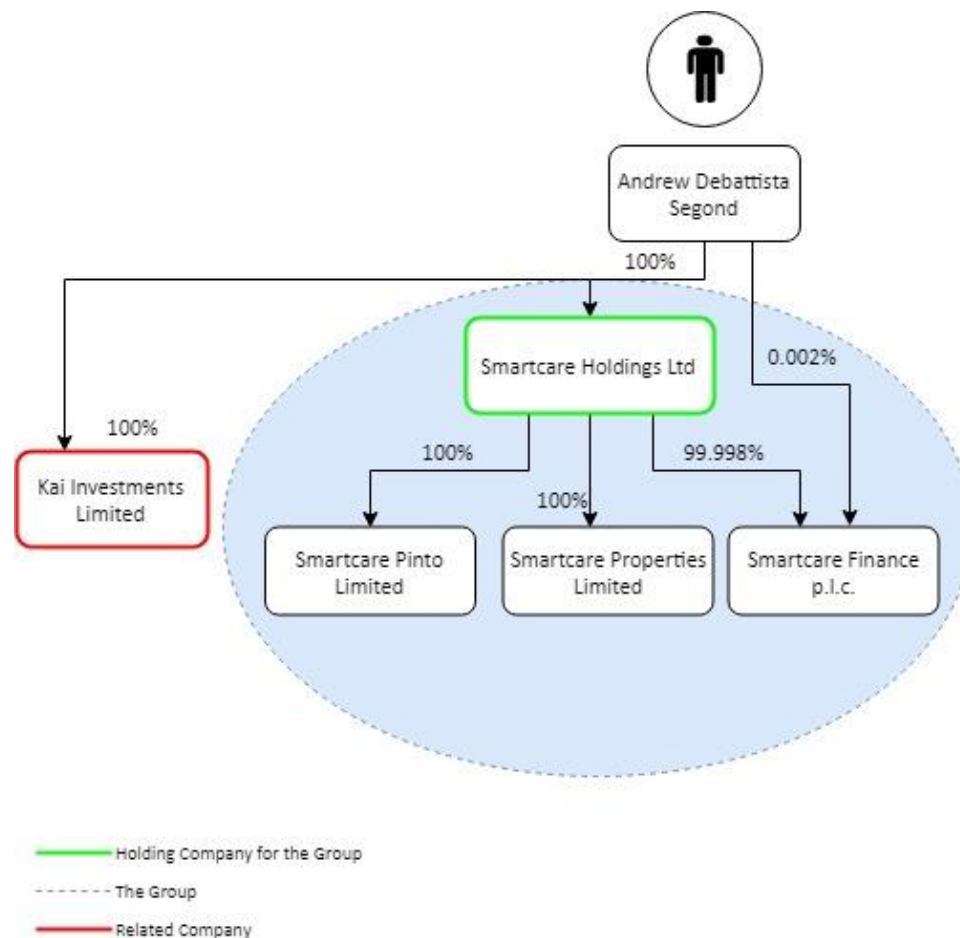 Andrew Debattista
Segond
100%
Smartcare Holdings Ltd
0.002%
100%
Kai Investments
Limited
100%
100%
99.998%
Smartcare Pinto
Limited
Smartcare Properties
Limited
Smartcare Finance
p.l.c.
Holding Company for the Group
The Group
Related Company